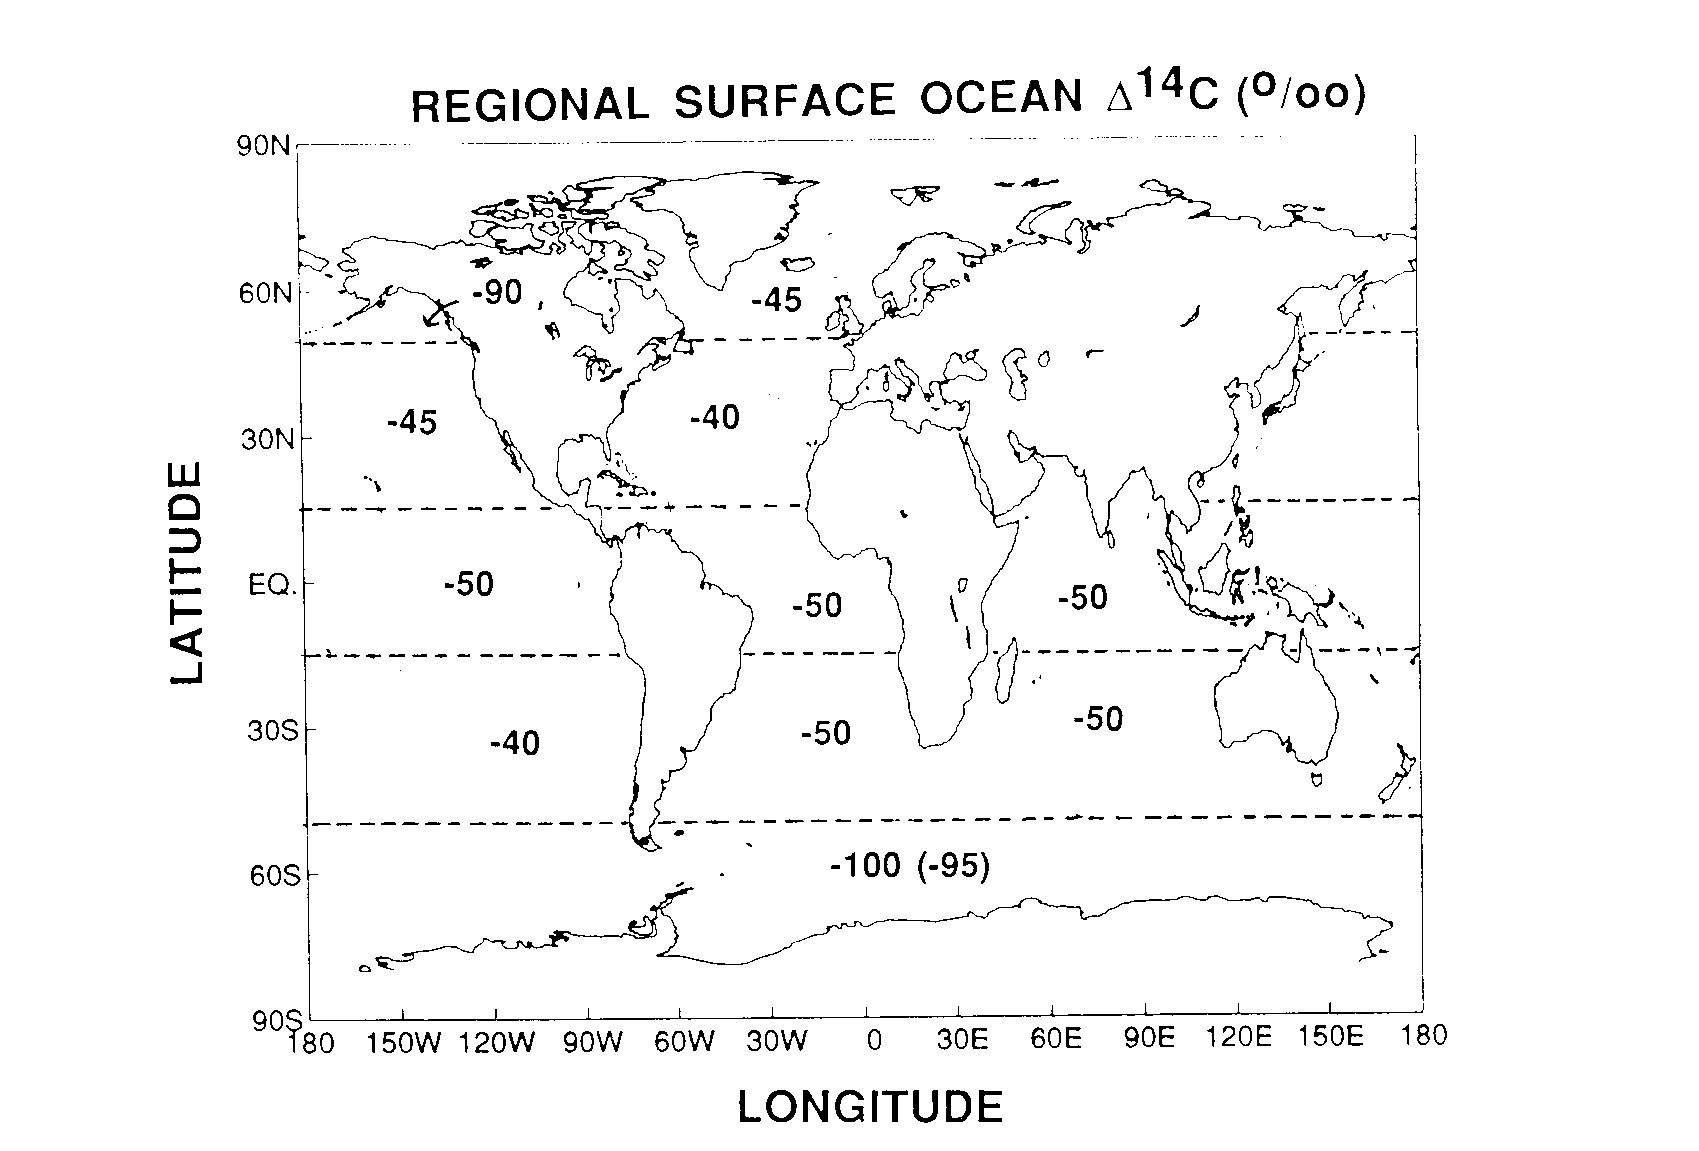 REGIONAL SURFACE OCEAN Δ14C (o/oo)
90N
60N
30N
EQ.
30S
60S
90S
LATITUDE
-90
-45
-45
-40
-50
-50
-50
-40
-50
-50
-100 (-95)
180 150W 120W 90W 60W 30W 0 30E 60E 90E 120E 150E 180
LONGITUDE